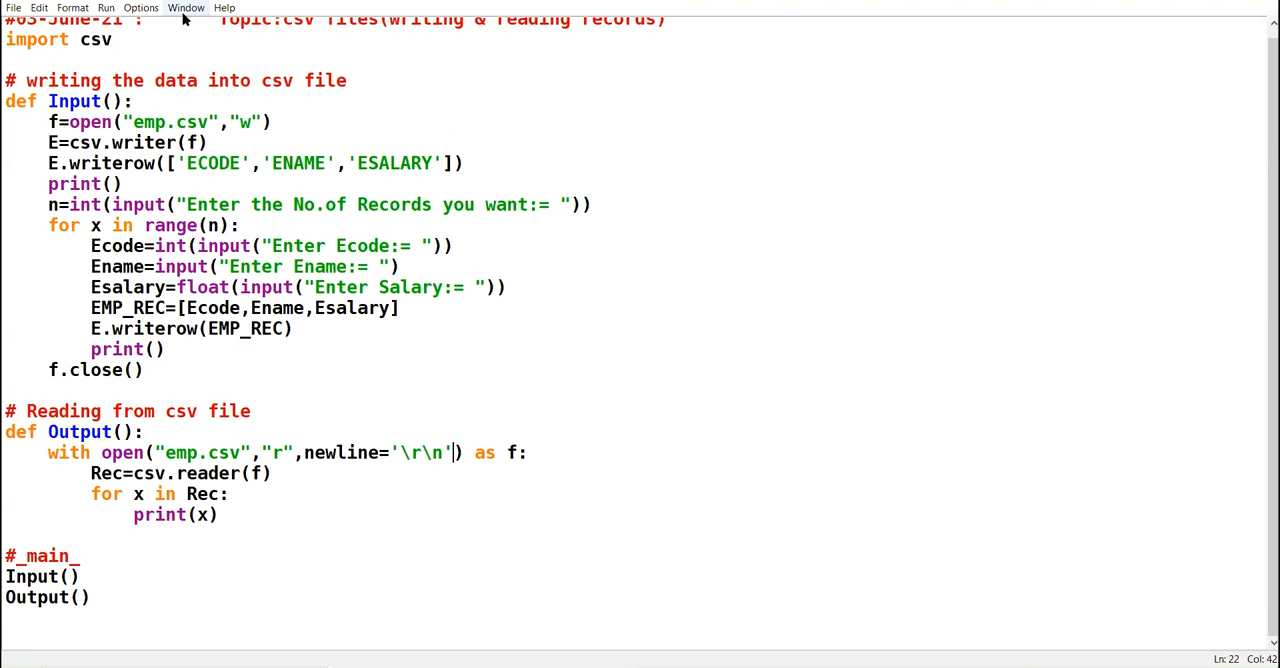 File Edit Format Run Options Window Help
#03-June-21 : Topic:csv files(writing & reading records)
import csv
# writing the data into csv file
def Input():
    f=open("emp.csv","w")
    E=csv.writer(f)
    E.writerow(['ECODE','ENAME','ESALARY'])
    print()
    n=int(input("Enter the No.of Records you want:= "))
    for x in range(n):
        Ecode=int(input("Enter Ecode:= "))
        Ename=input("Enter Ename:= ")
        Esalary=float(input("Enter Salary:= "))
        EMP_REC=[Ecode,Ename,Esalary]
        E.writerow(EMP_REC)
        print()
    f.close()
# Reading from csv file
def Output():
    with open("emp.csv","r",newline='\r\n') as f:
        Rec=csv.reader(f)
        for x in Rec:
            print(x)
#_main_
Input()
Output()
Ln: 22 Col: 42